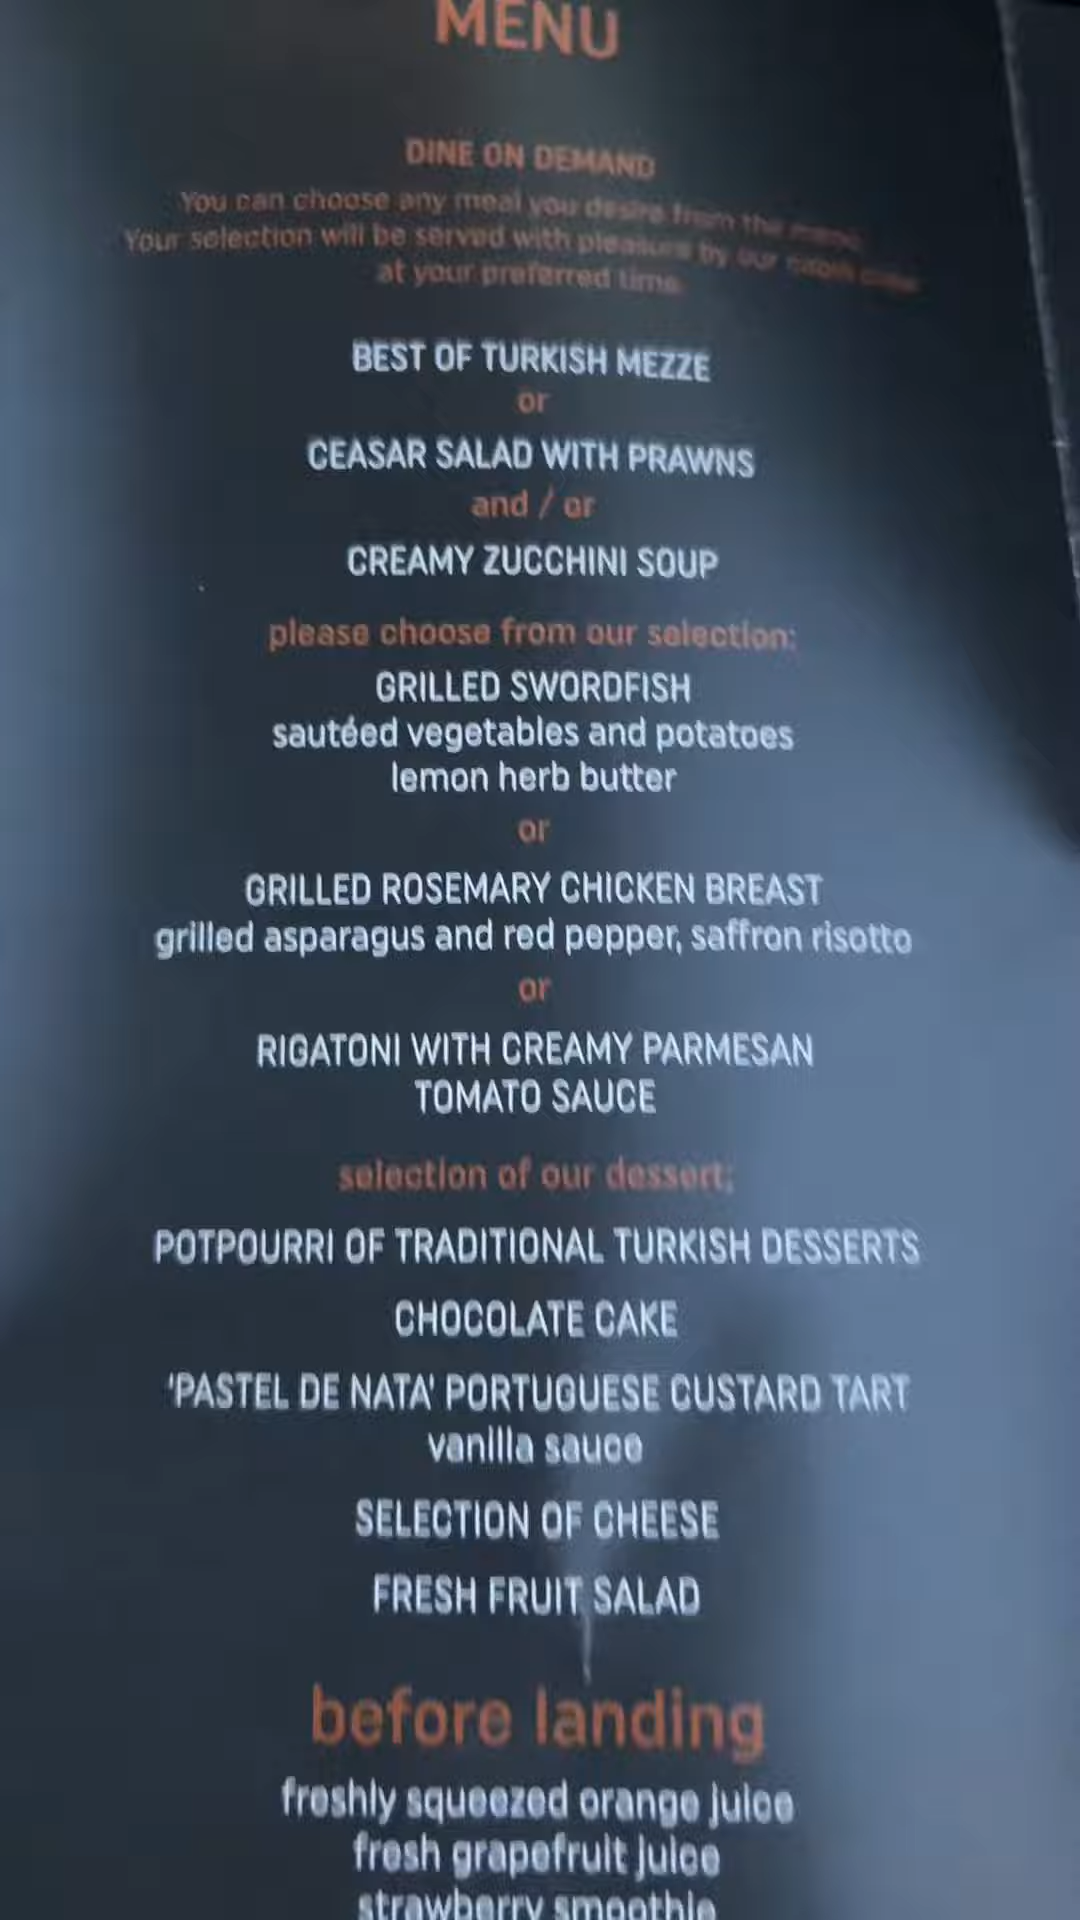 MENU
DINE ON DEMAND
You can choose any meal you desire from the menu.
Your selection will be served with pleasure by our cabin crew
at your preferred time.
BEST OF TURKISH MEZZE
or
CEASAR SALAD WITH PRAWNS
and / or
CREAMY ZUCCHINI SOUP
please choose from our selection:
GRILLED SWORDFISH
sautéed vegetables and potatoes
lemon herb butter
or
GRILLED ROSEMARY CHICKEN BREAST
grilled asparagus and red pepper, saffron risotto
or
RIGATONI WITH CREAMY PARMESAN
TOMATO SAUCE
selection of our dessert;
POTPOURRI OF TRADITIONAL TURKISH DESSERTS
CHOCOLATE CAKE
'PASTEL DE NATA' PORTUGUESE CUSTARD TART
vanilla sauce
SELECTION OF CHEESE
FRESH FRUIT SALAD
before landing
freshly squeezed orange juice
fresh grapefruit juice
strawberry smoothie